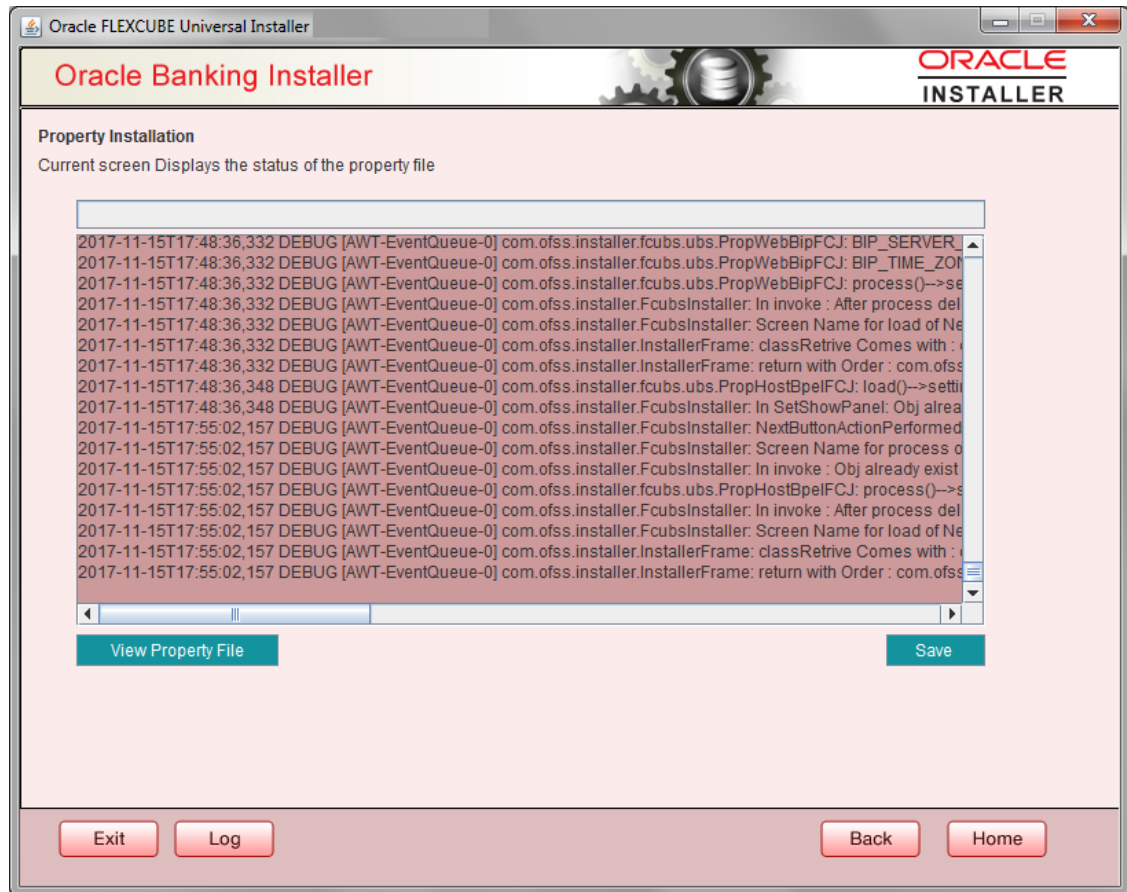 Oracle FLEXCUBE Universal Installer
Oracle Banking Installer
ORACLE
INSTALLER
Property Installation
Current screen Displays the status of the property file
2017-11-15T17:48:36,332 DEBUG [AWT-EventQueue-0] com.ofss.installer.fcubs.ubs.PropWebBipFCJ: BIP_SERVER_
2017-11-15T17:48:36,332 DEBUG [AWT-EventQueue-0] com.ofss.installer.fcubs.ubs.PropWebBipFCJ: BIP_TIME_ZON
2017-11-15T17:48:36,332 DEBUG [AWT-EventQueue-0] com.ofss.installer.fcubs.ubs.PropWebBipFCJ: process()-->se
2017-11-15T17:48:36,332 DEBUG [AWT-EventQueue-0] com.ofss.installer.FcubsInstaller: In invoke : After process del
2017-11-15T17:48:36,332 DEBUG [AWT-EventQueue-0] com.ofss.installer.FcubsInstaller: Screen Name for load of Ne
2017-11-15T17:48:36,332 DEBUG [AWT-EventQueue-0] com.ofss.installer.InstallerFrame: classRetrive Comes with :
2017-11-15T17:48:36,332 DEBUG [AWT-EventQueue-0] com.ofss.installer.InstallerFrame: return with Order : com.ofss
2017-11-15T17:48:36,348 DEBUG [AWT-EventQueue-0] com.ofss.installer.fcubs.ubs.PropHostBpelFCJ: load()-->settin
2017-11-15T17:48:36,348 DEBUG [AWT-EventQueue-0] com.ofss.installer.FcubsInstaller: In SetShowPanel: Obj alrea
2017-11-15T17:55:02,157 DEBUG [AWT-EventQueue-0] com.ofss.installer.FcubsInstaller: NextButtonActionPerformed
2017-11-15T17:55:02,157 DEBUG [AWT-EventQueue-0] com.ofss.installer.FcubsInstaller: Screen Name for process o
2017-11-15T17:55:02,157 DEBUG [AWT-EventQueue-0] com.ofss.installer.FcubsInstaller: In invoke : Obj already exist
2017-11-15T17:55:02,157 DEBUG [AWT-EventQueue-0] com.ofss.installer.fcubs.ubs.PropHostBpelFCJ: process()-->s
2017-11-15T17:55:02,157 DEBUG [AWT-EventQueue-0] com.ofss.installer.FcubsInstaller: In invoke : After process del
2017-11-15T17:55:02,157 DEBUG [AWT-EventQueue-0] com.ofss.installer.FcubsInstaller: Screen Name for load of Ne
2017-11-15T17:55:02,157 DEBUG [AWT-EventQueue-0] com.ofss.installer.InstallerFrame: classRetrive Comes with :
2017-11-15T17:55:02,157 DEBUG [AWT-EventQueue-0] com.ofss.installer.InstallerFrame: return with Order : com.ofss
View Property File
Save
Exit
Log
Back
Home